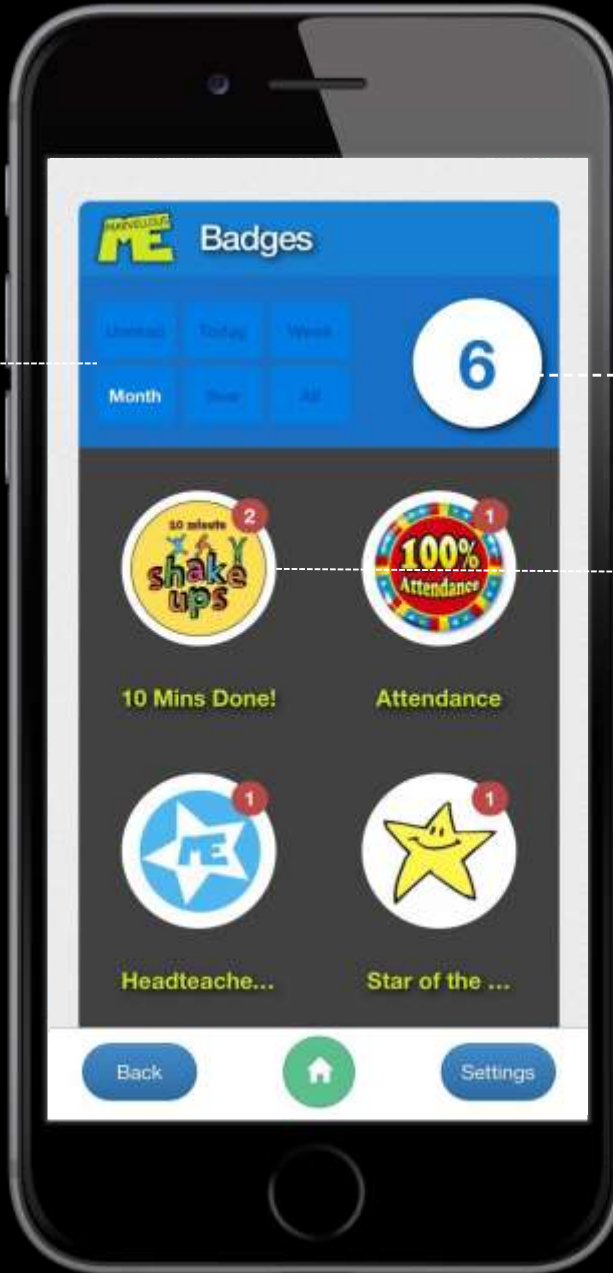 MARVELLOUS
ME
Badges
Unread Today Week
Month Year All
6
10 minute
shake
ups
2
100%
Attendance
1
10 Mins Done!
Attendance
ME
1
1
Headteache...
Star of the ...
Back
Settings